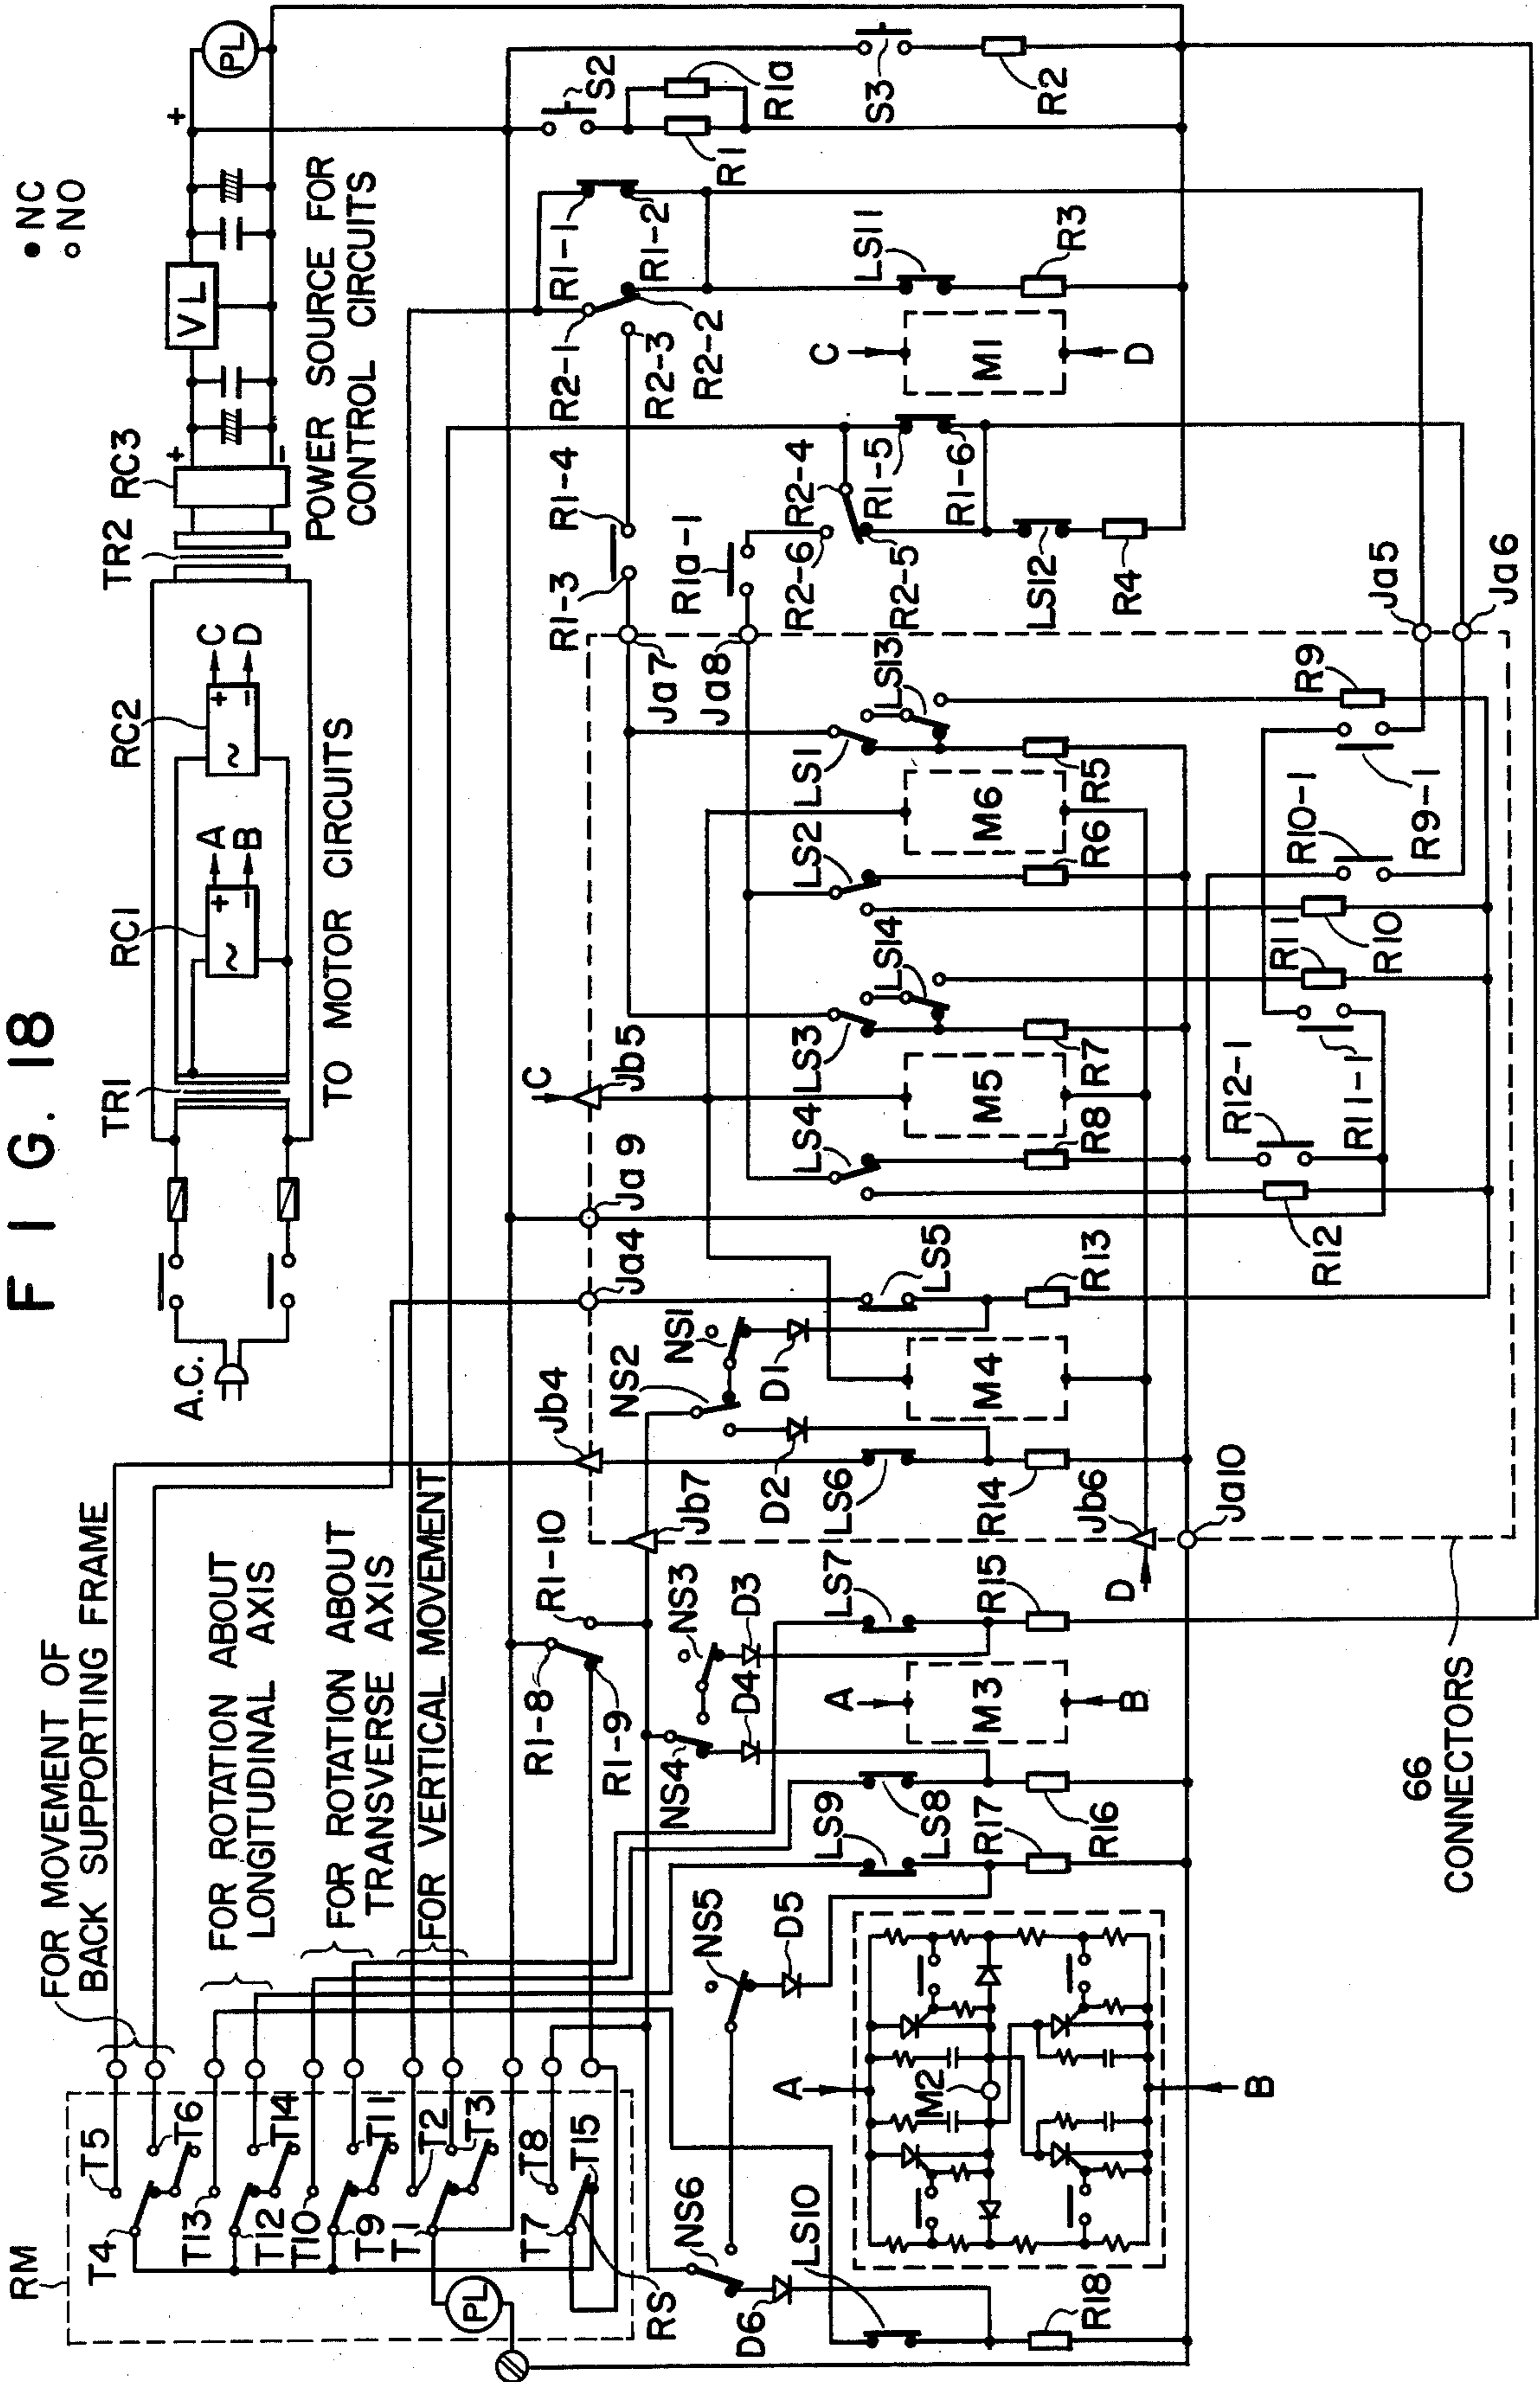 FIG. 18
● NC
○ NO
A.C.
TR1
RC1
RC2
TR2
RC3
VL
PL
+
−
+
~
+
−
A
B
~
+
−
C
D
TO MOTOR CIRCUITS
POWER SOURCE FOR
CONTROL CIRCUITS
FOR MOVEMENT OF
BACK SUPPORTING FRAME
FOR ROTATION ABOUT
LONGITUDINAL AXIS
FOR ROTATION ABOUT
TRANSVERSE AXIS
FOR VERTICAL MOVEMENT
RM
T4
T5
T6
T13
T12
T14
T10
T9
T11
T1
T2
T3
T7
T8
T15
PL
RS
R1-8
R1-9
R1-10
Jb4
Ja4
Ja9
C
Jb5
Jb7
R1-3
R1-4
R1a-1
Ja7
Ja8
R2-1
R2-3
R2-2
R1-1
R1-2
S2
R1
R1a
S3
R2
R2-6
R2-4
R2-5
R1-5
R1-6
LS12
R4
C
M1
D
LS11
R3
NS6
D6
LS10
R18
NS5
D5
A
M2
B
LS9
R17
LS8
R16
NS4
D4
NS3
D3
A
M3
B
LS7
R15
D
Jb6
Ja10
NS2
NS1
D2
D1
LS6
R14
M4
LS5
R13
LS4
R8
M5
LS3
LS14
R7
LS2
R6
M6
LS1
LS13
R5
R12
R12-1
R11-1
R11
R10
R10-1
R9-1
R9
Ja5
Ja6
66
CONNECTORS